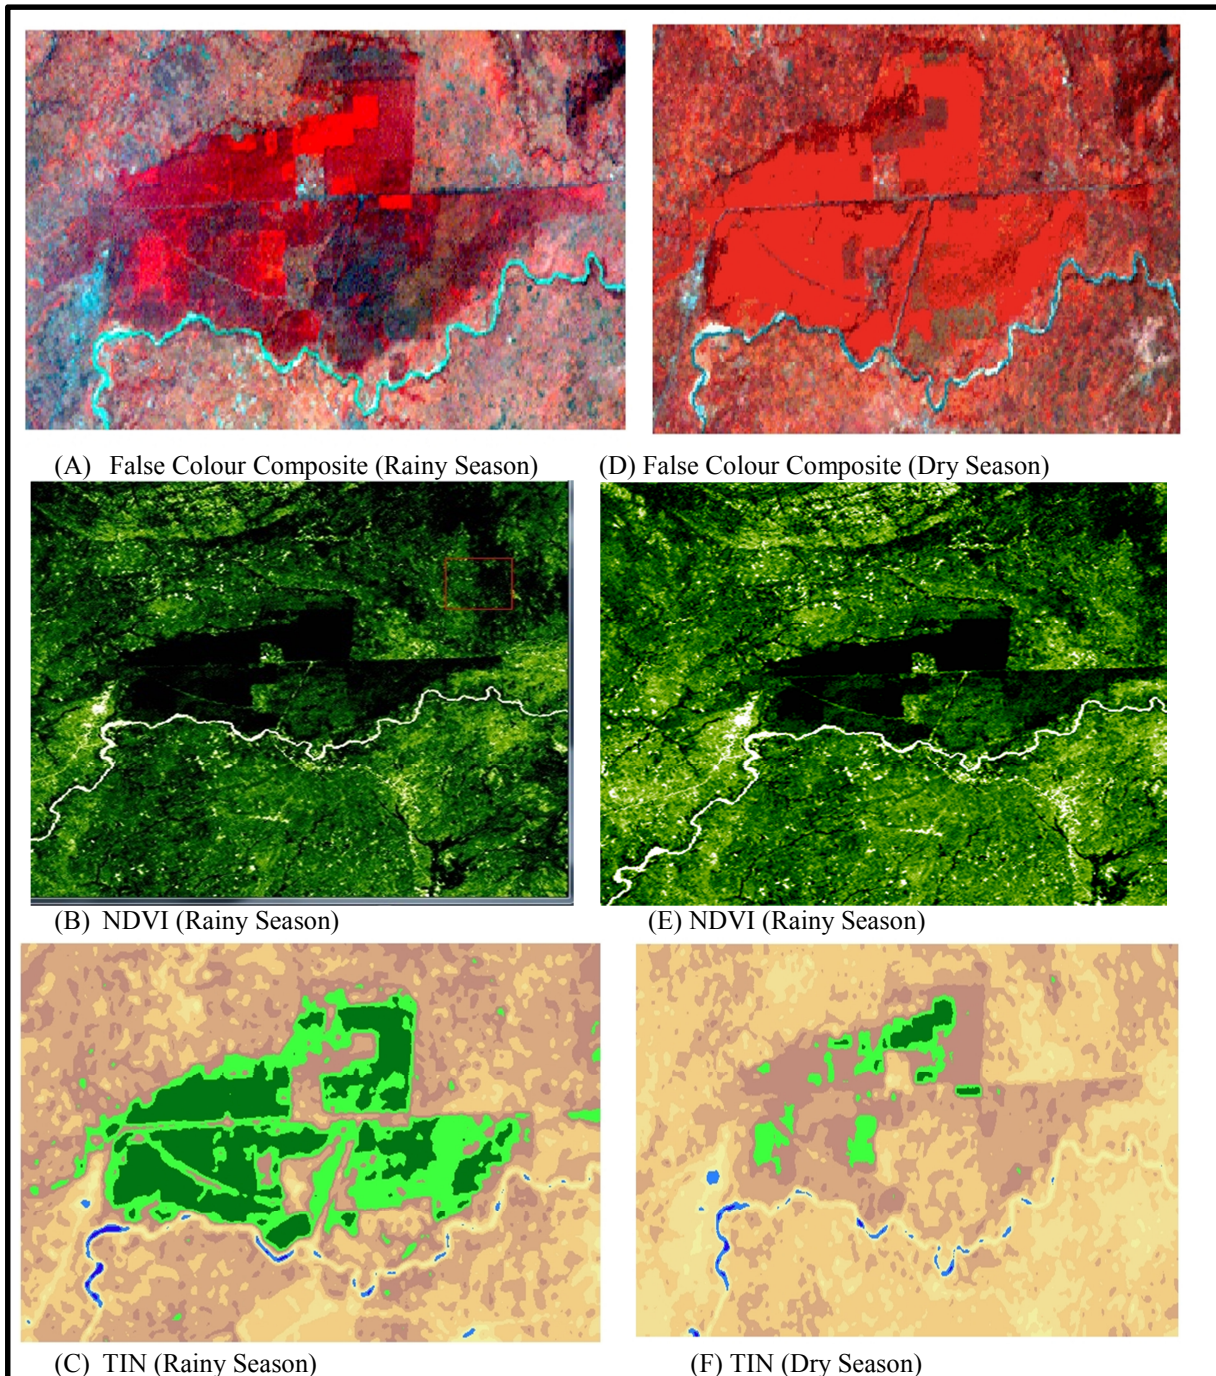 (A) False Colour Composite (Rainy Season)
(D) False Colour Composite (Dry Season)
(B) NDVI (Rainy Season)
(E) NDVI (Rainy Season)
(C) TIN (Rainy Season)
(F) TIN (Dry Season)